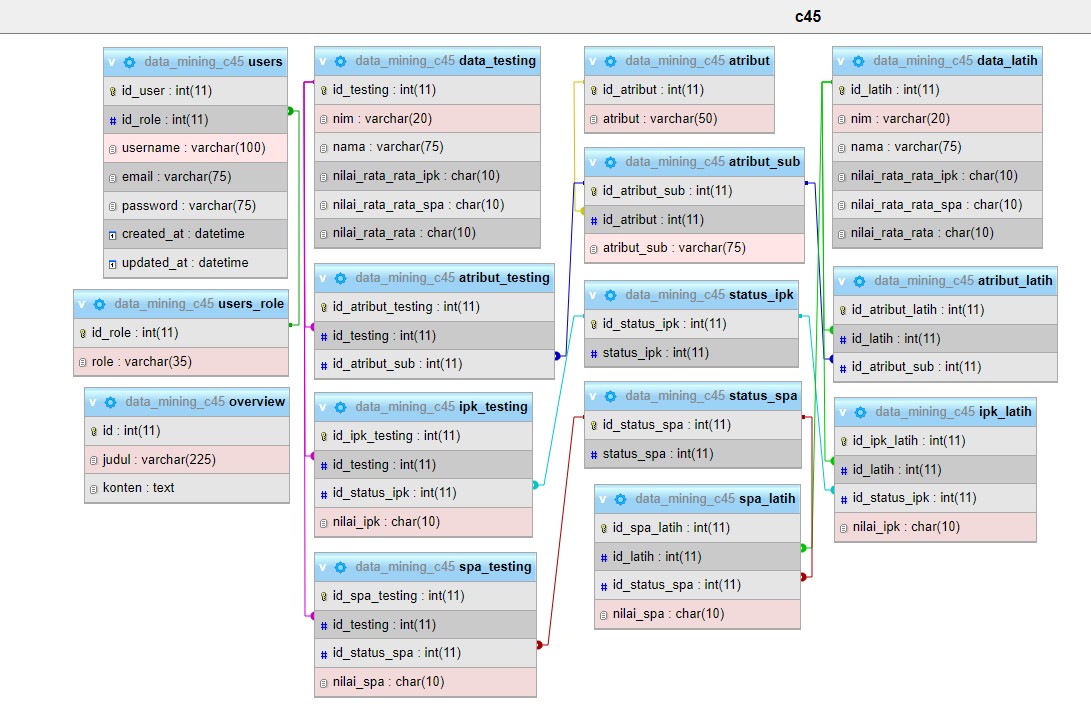 c45
v data_mining_c45 users
id_user : int(11)
# id_role : int(11)
username : varchar(100)
email : varchar(75)
password : varchar(75)
created_at : datetime
updated_at : datetime
v data_mining_c45 users_role
id_role : int(11)
role : varchar(35)
v data_mining_c45 overview
id : int(11)
judul : varchar(225)
konten : text
v data_mining_c45 data_testing
id_testing : int(11)
nim : varchar(20)
nama : varchar(75)
nilai_rata_rata_ipk : char(10)
nilai_rata_rata_spa : char(10)
nilai_rata_rata : char(10)
v data_mining_c45 atribut_testing
id_atribut_testing : int(11)
# id_testing : int(11)
# id_atribut_sub : int(11)
v data_mining_c45 ipk_testing
id_ipk_testing : int(11)
# id_testing : int(11)
# id_status_ipk : int(11)
nilai_ipk : char(10)
v data_mining_c45 spa_testing
id_spa_testing : int(11)
# id_testing : int(11)
# id_status_spa : int(11)
nilai_spa : char(10)
v data_mining_c45 atribut
id_atribut : int(11)
atribut : varchar(50)
v data_mining_c45 atribut_sub
id_atribut_sub : int(11)
# id_atribut : int(11)
atribut_sub : varchar(75)
v data_mining_c45 status_ipk
id_status_ipk : int(11)
# status_ipk : int(11)
v data_mining_c45 status_spa
id_status_spa : int(11)
# status_spa : int(11)
v data_mining_c45 spa_latih
id_spa_latih : int(11)
# id_latih : int(11)
# id_status_spa : int(11)
nilai_spa : char(10)
v data_mining_c45 data_latih
id_latih : int(11)
nim : varchar(20)
nama : varchar(75)
nilai_rata_rata_ipk : char(10)
nilai_rata_rata_spa : char(10)
nilai_rata_rata : char(10)
v data_mining_c45 atribut_latih
id_atribut_latih : int(11)
# id_latih : int(11)
# id_atribut_sub : int(11)
v data_mining_c45 ipk_latih
id_ipk_latih : int(11)
# id_latih : int(11)
# id_status_ipk : int(11)
nilai_ipk : char(10)